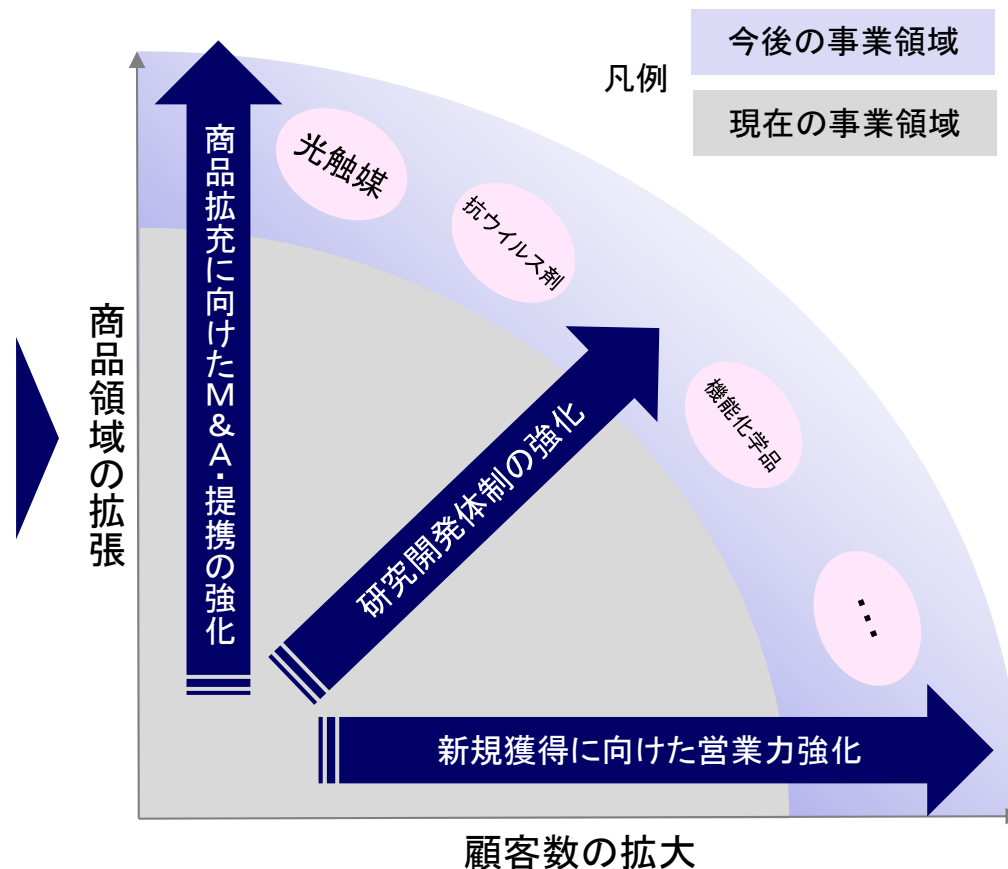 今後の事業領域
凡例
現在の事業領域
光触媒
抗ウイルス剤
機能化学品
・・・
商品拡充に向けたM&A・提携の強化
研究開発体制の強化
新規獲得に向けた営業力強化
商品領域の拡張
顧客数の拡大